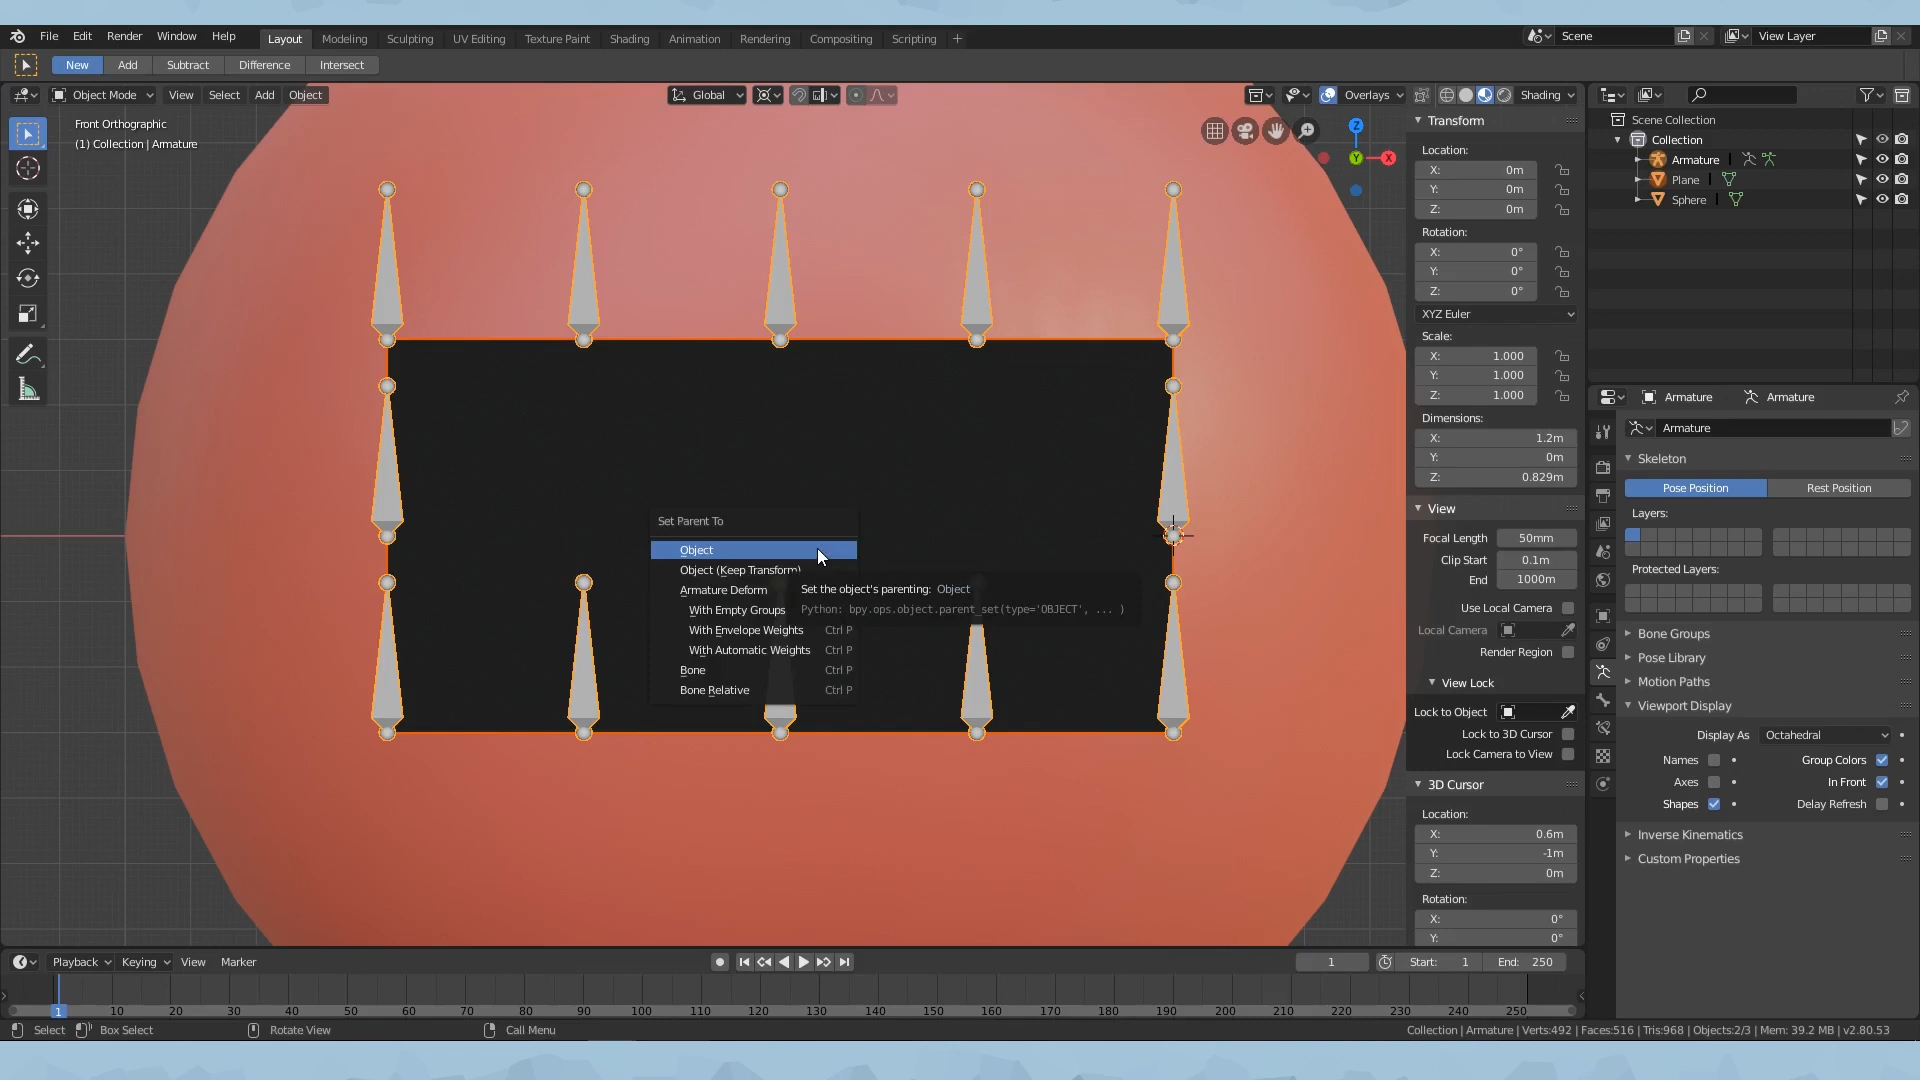 File Edit Render Window Help Layout Modeling Sculpting UV Editing Texture Paint Shading Animation Rendering Compositing Scripting + Scene View Layer
New Add Subtract Difference Intersect
Object Mode View Select Add Object Global Overlays Shading
Front Orthographic
(1) Collection | Armature
Z
Y
X
Set Parent To
Object
Object (Keep Transform)
Armature Deform
With Empty Groups
With Envelope Weights Ctrl P
With Automatic Weights Ctrl P
Bone Ctrl P
Bone Relative Ctrl P
Set the object's parenting: Object
Python: bpy.ops.object.parent_set(type='OBJECT', ... )
Transform
Location:
X: 0m
Y: 0m
Z: 0m
Rotation:
X: 0°
Y: 0°
Z: 0°
XYZ Euler
Scale:
X: 1.000
Y: 1.000
Z: 1.000
Dimensions:
X: 1.2m
Y: 0m
Z: 0.829m
View
Focal Length 50mm
Clip Start 0.1m
End 1000m
Use Local Camera
Local Camera
Render Region
View Lock
Lock to Object
Lock to 3D Cursor
Lock Camera to View
3D Cursor
Location:
X: 0.6m
Y: -1m
Z: 0m
Rotation:
X: 0°
Y: 0°
Scene Collection
Collection
Armature
Plane
Sphere
Armature Armature
Armature
Skeleton
Pose Position Rest Position
Layers:
Protected Layers:
Bone Groups
Pose Library
Motion Paths
Viewport Display
Display As Octahedral
Names Group Colors
Axes In Front
Shapes Delay Refresh
Inverse Kinematics
Custom Properties
Playback Keying View Marker 1 Start: 1 End: 250
1 10 20 30 40 50 60 70 80 90 100 110 120 130 140 150 160 170 180 190 200 210 220 230 240 250
Select Box Select Rotate View Call Menu Collection | Armature | Verts:492 | Faces:516 | Tris:968 | Objects:2/3 | Mem: 39.2 MB | v2.80.53